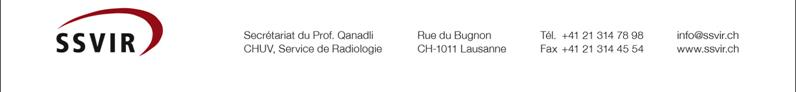 SSVIR
Secrétariat du Prof. Qanadli Rue du Bugnon Tél. +41 21 314 78 98 info@ssvir.ch
CHUV, Service de Radiologie CH-1011 Lausanne Fax +41 21 314 45 54 www.ssvir.ch